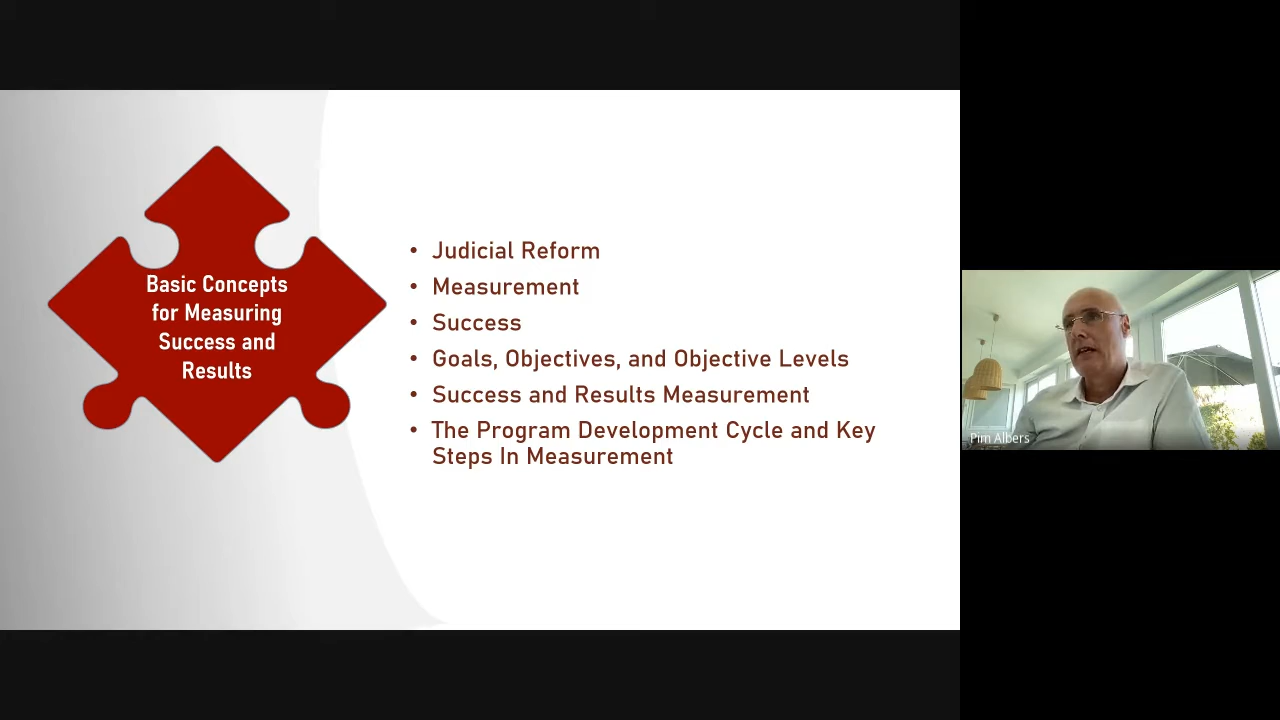 Basic Concepts
for Measuring
Success and
Results
• Judicial Reform
• Measurement
• Success
• Goals, Objectives, and Objective Levels
• Success and Results Measurement
• The Program Development Cycle and Key
Steps In Measurement
Pim Albers